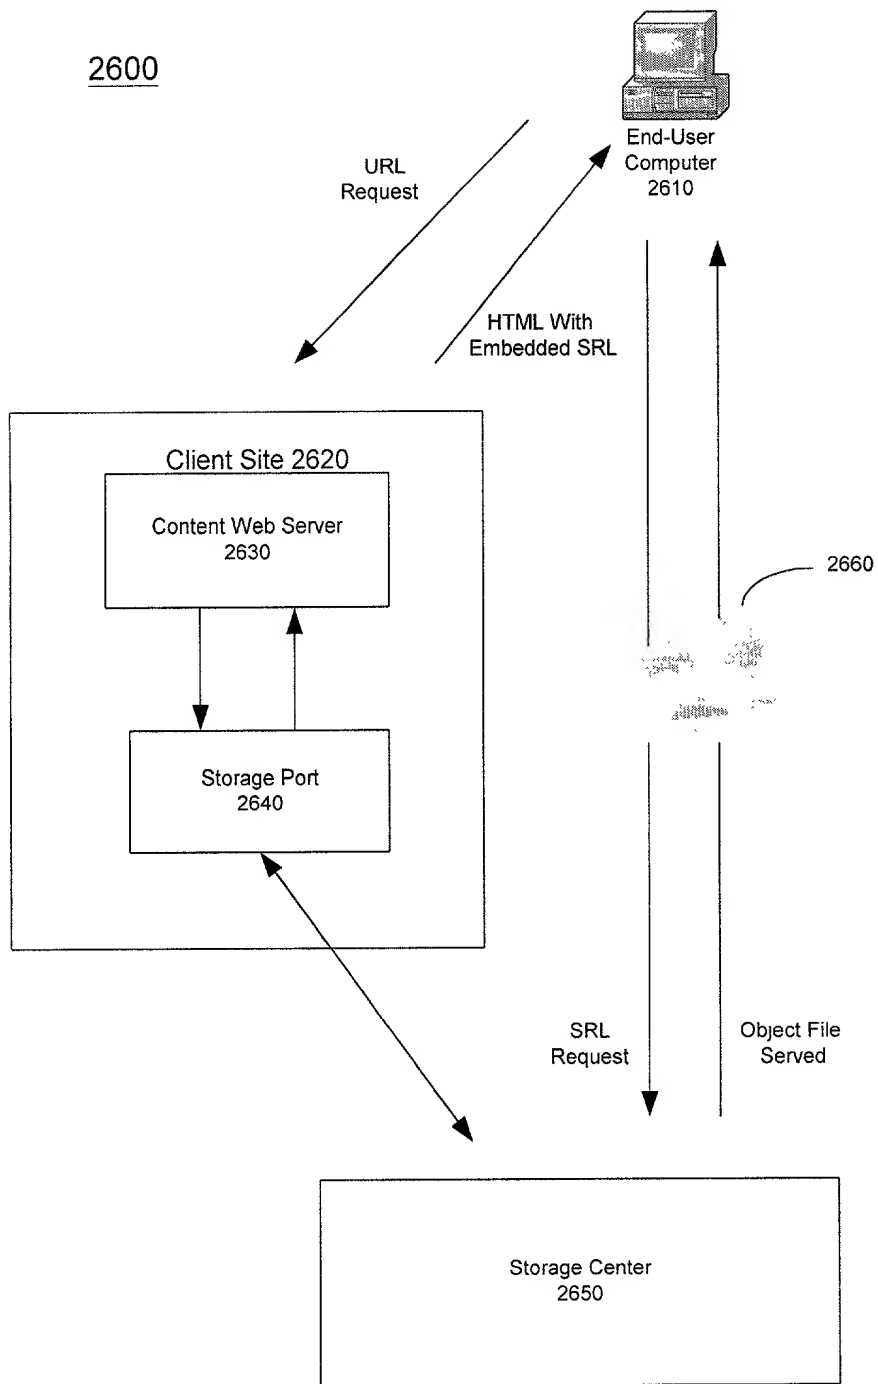 2600
End-User
Computer
2610
URL
Request
HTML With
Embedded SRL
Client Site 2620
Content Web Server
2630
2660
Storage Port
2640
SRL
Request
Object File
Served
Storage Center
2650